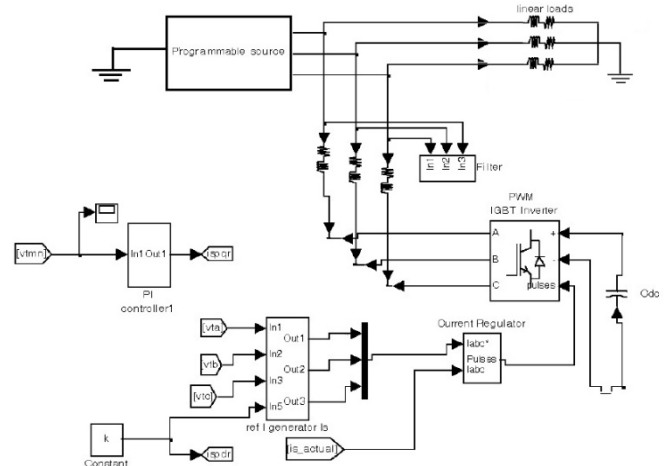 linear loads
Programmable source
In1
In2
In3
Filter
PWM
IGBT Inverter
A
+
B
-
C
pulses
Cdc
[vtmn]
In1 Out1
ispqr
PI
controller1
Current Regulator
[vta]
In1
Out1
[vtb]
In2
Out2
[vtc]
In3
Out3
In5
Iabc*
Pulses
Iabc
ref I generator Is
k
Constant
ispdr
[is_actual]